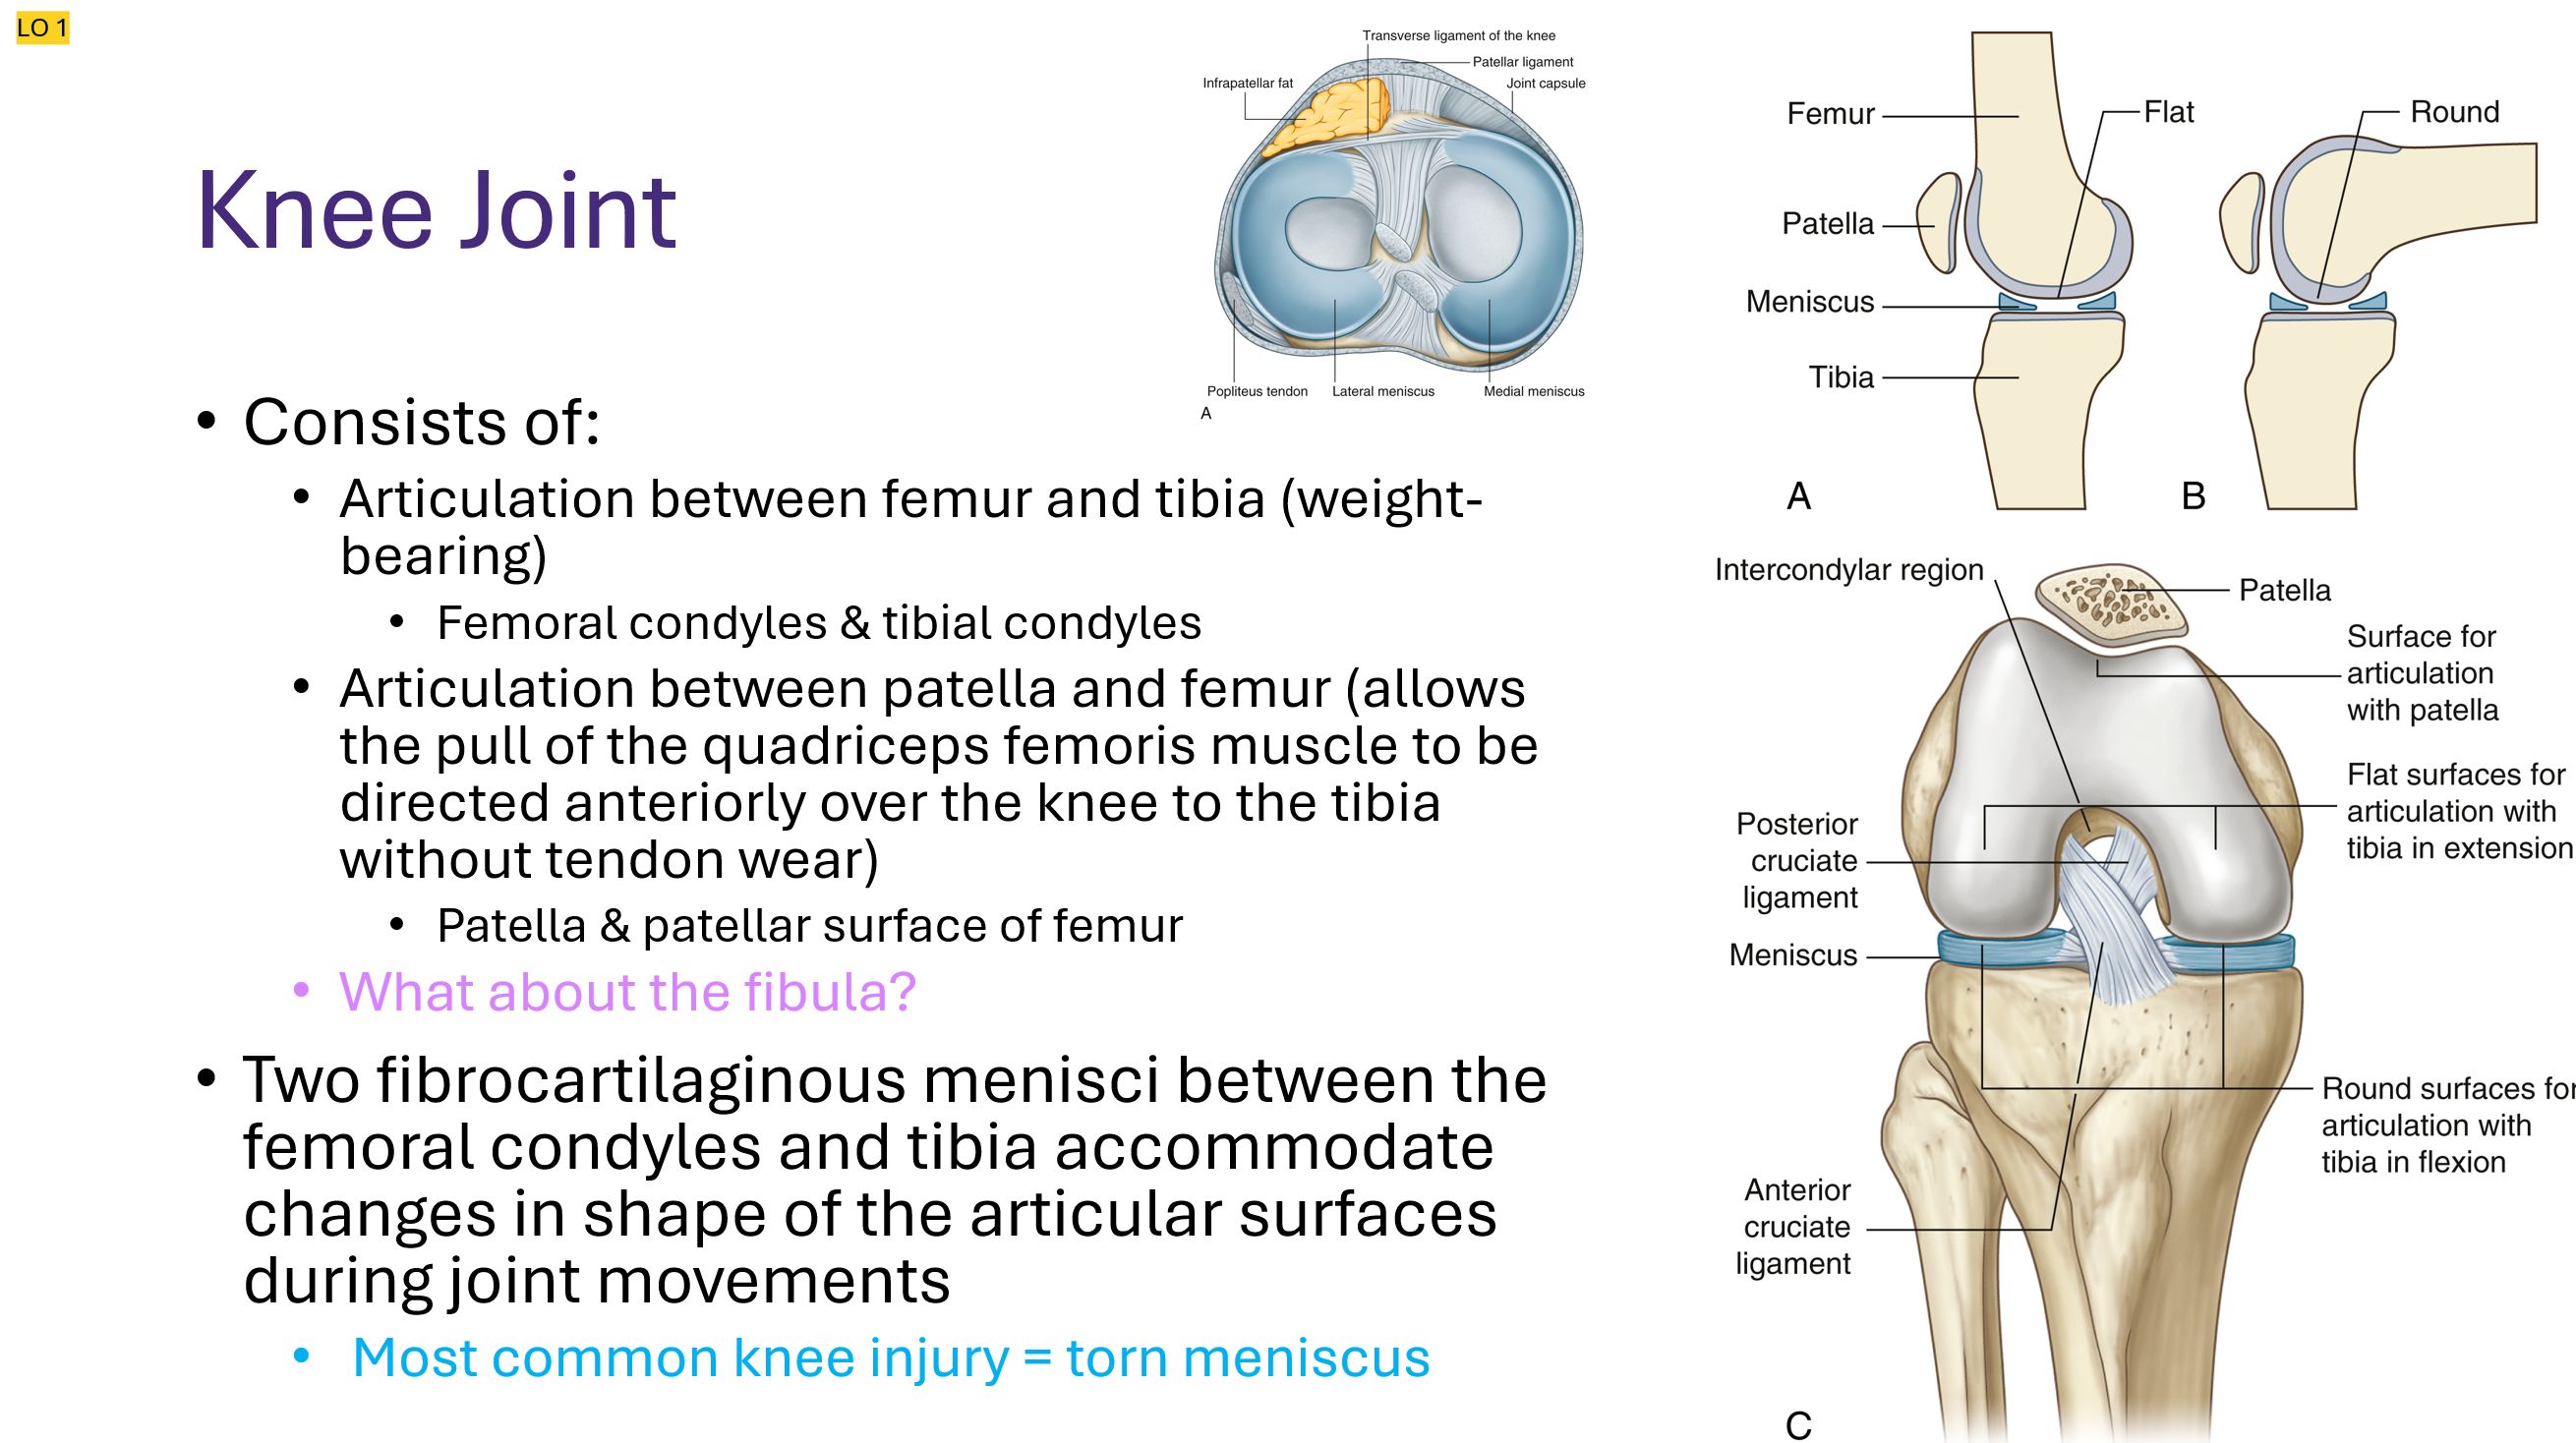 LO 1
Knee Joint
• Consists of:
• Articulation between femur and tibia (weight-
bearing)
• Femoral condyles & tibial condyles
• Articulation between patella and femur (allows
the pull of the quadriceps femoris muscle to be
directed anteriorly over the knee to the tibia
without tendon wear)
• Patella & patellar surface of femur
• What about the fibula?
• Two fibrocartilaginous menisci between the
femoral condyles and tibia accommodate
changes in shape of the articular surfaces
during joint movements
• Most common knee injury = torn meniscus
Transverse ligament of the knee
Patellar ligament
Infrapatellar fat
Joint capsule
Popliteus tendon
Lateral meniscus
Medial meniscus
A
Femur
Flat
Round
Patella
Meniscus
Tibia
A
B
Intercondylar region
Patella
Surface for
articulation
with patella
Flat surfaces for
articulation with
tibia in extension
Posterior
cruciate
ligament
Meniscus
Round surfaces for
articulation with
tibia in flexion
Anterior
cruciate
ligament
C